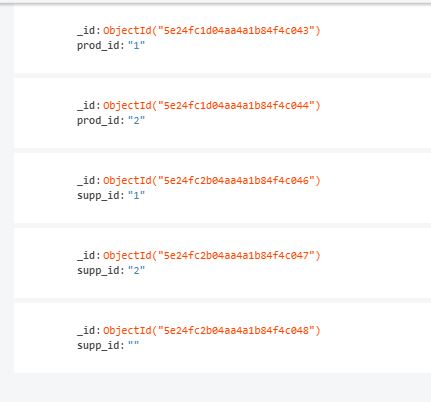 _id: ObjectId("5e24fc1d04aa4a1b84f4c043")
prod_id: "1"
_id: ObjectId("5e24fc1d04aa4a1b84f4c044")
prod_id: "2"
_id: ObjectId("5e24fc2b04aa4a1b84f4c046")
supp_id: "1"
_id: ObjectId("5e24fc2b04aa4a1b84f4c047")
supp_id: "2"
_id: ObjectId("5e24fc2b04aa4a1b84f4c048")
supp_id: ""